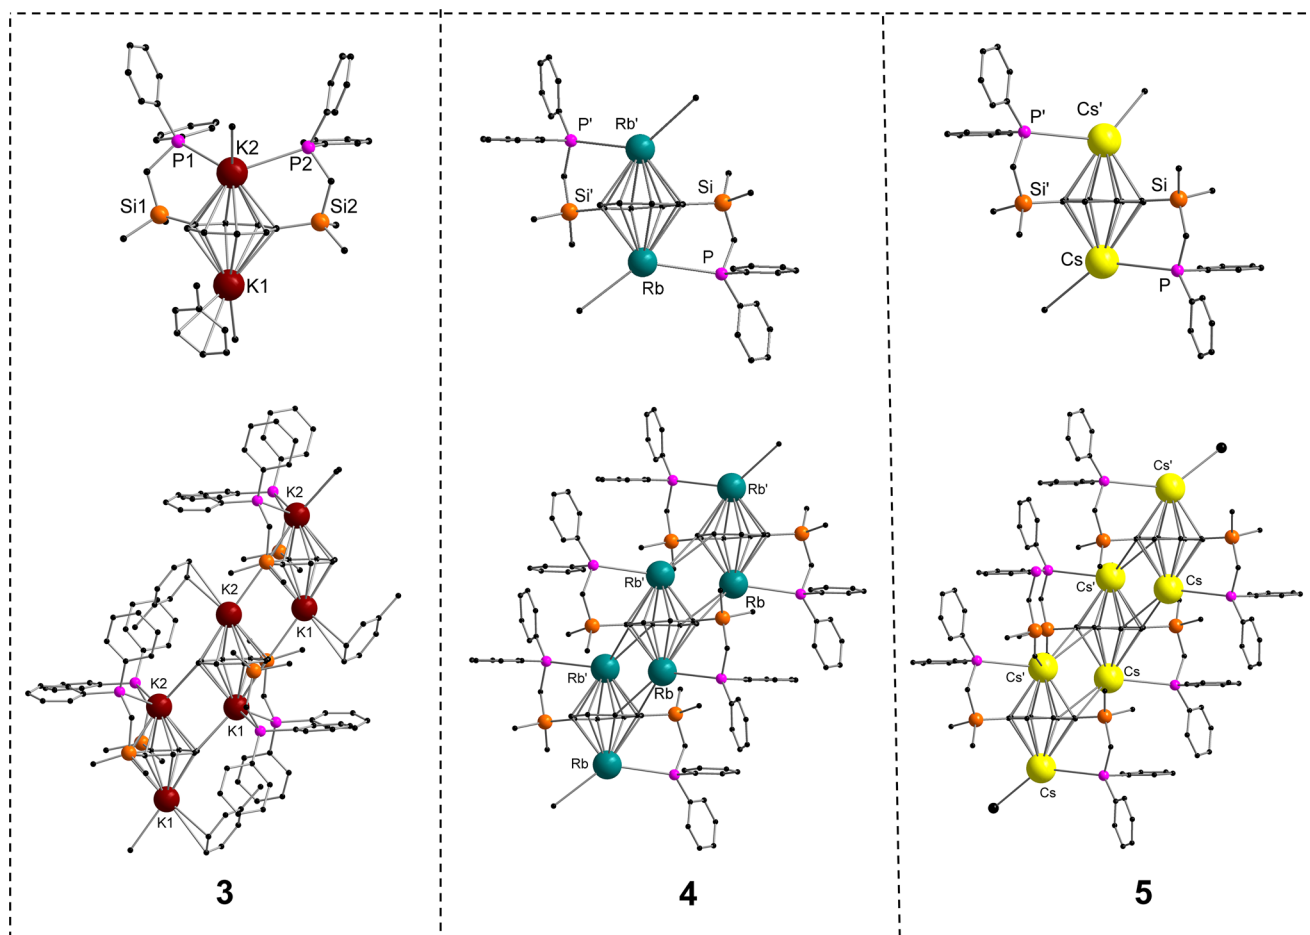 K2
P1
P2
Si1
Si2
K1
P'
Rb'
Si
Si'
P
Rb
Cs'
P'
Si
Si'
Cs
P
K2
K2
K1
K2
K1
K1
Rb'
Rb'
Rb
Rb'
Rb
Rb
Cs'
Cs'
Cs
Cs'
Cs
Cs
3
4
5